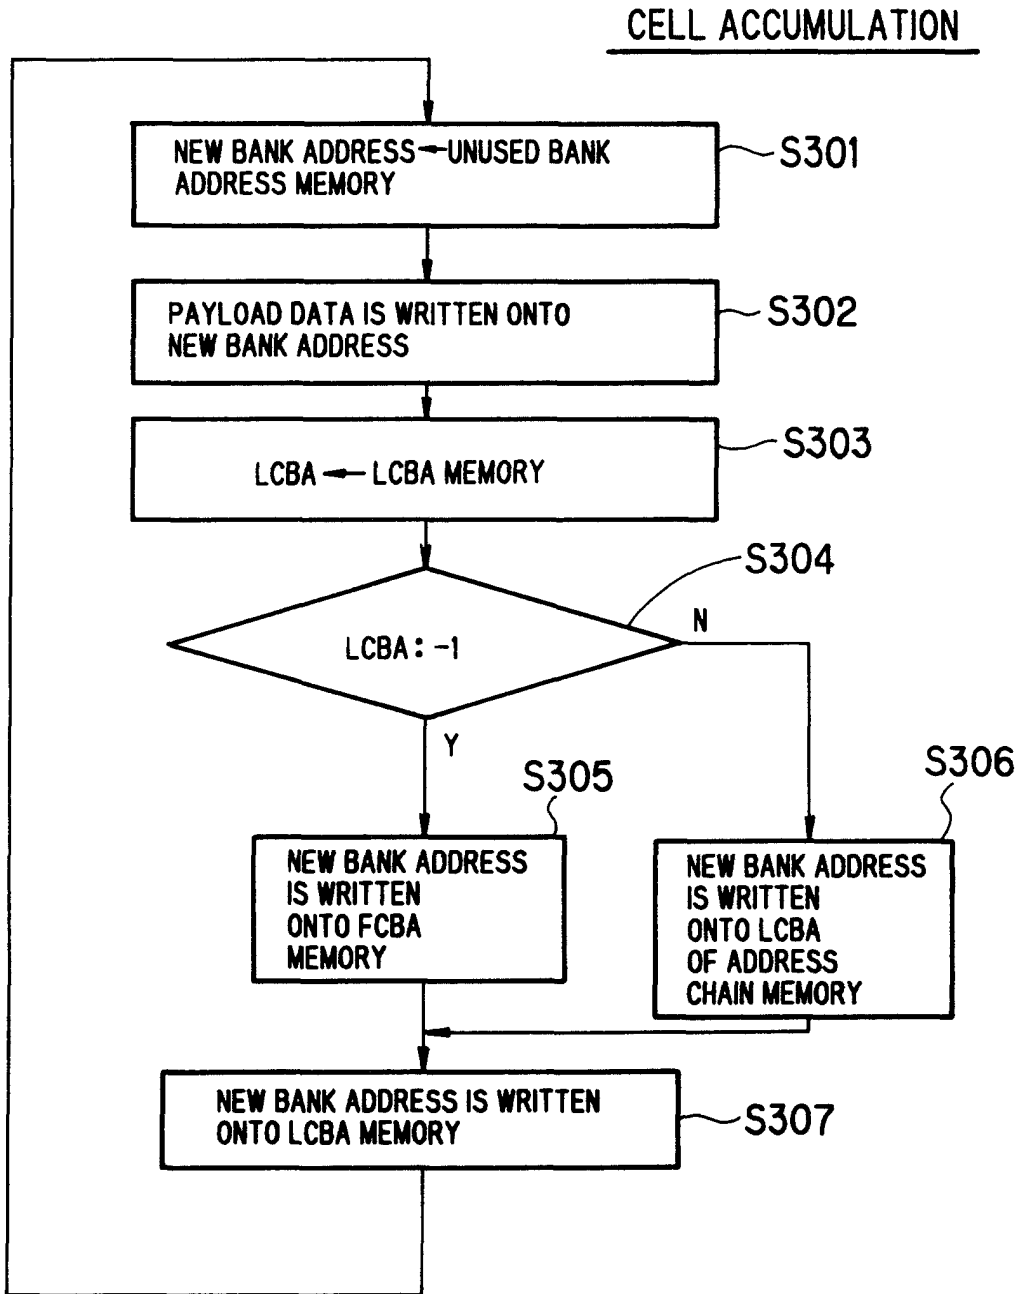 CELL ACCUMULATION
NEW BANK ADDRESS←UNUSED BANK
ADDRESS MEMORY
S301
PAYLOAD DATA IS WRITTEN ONTO
NEW BANK ADDRESS
S302
LCBA ← LCBA MEMORY
S303
S304
LCBA: -1
N
Y
S305
NEW BANK ADDRESS
IS WRITTEN
ONTO FCBA
MEMORY
S306
NEW BANK ADDRESS
IS WRITTEN
ONTO LCBA
OF ADDRESS
CHAIN MEMORY
NEW BANK ADDRESS IS WRITTEN
ONTO LCBA MEMORY
S307